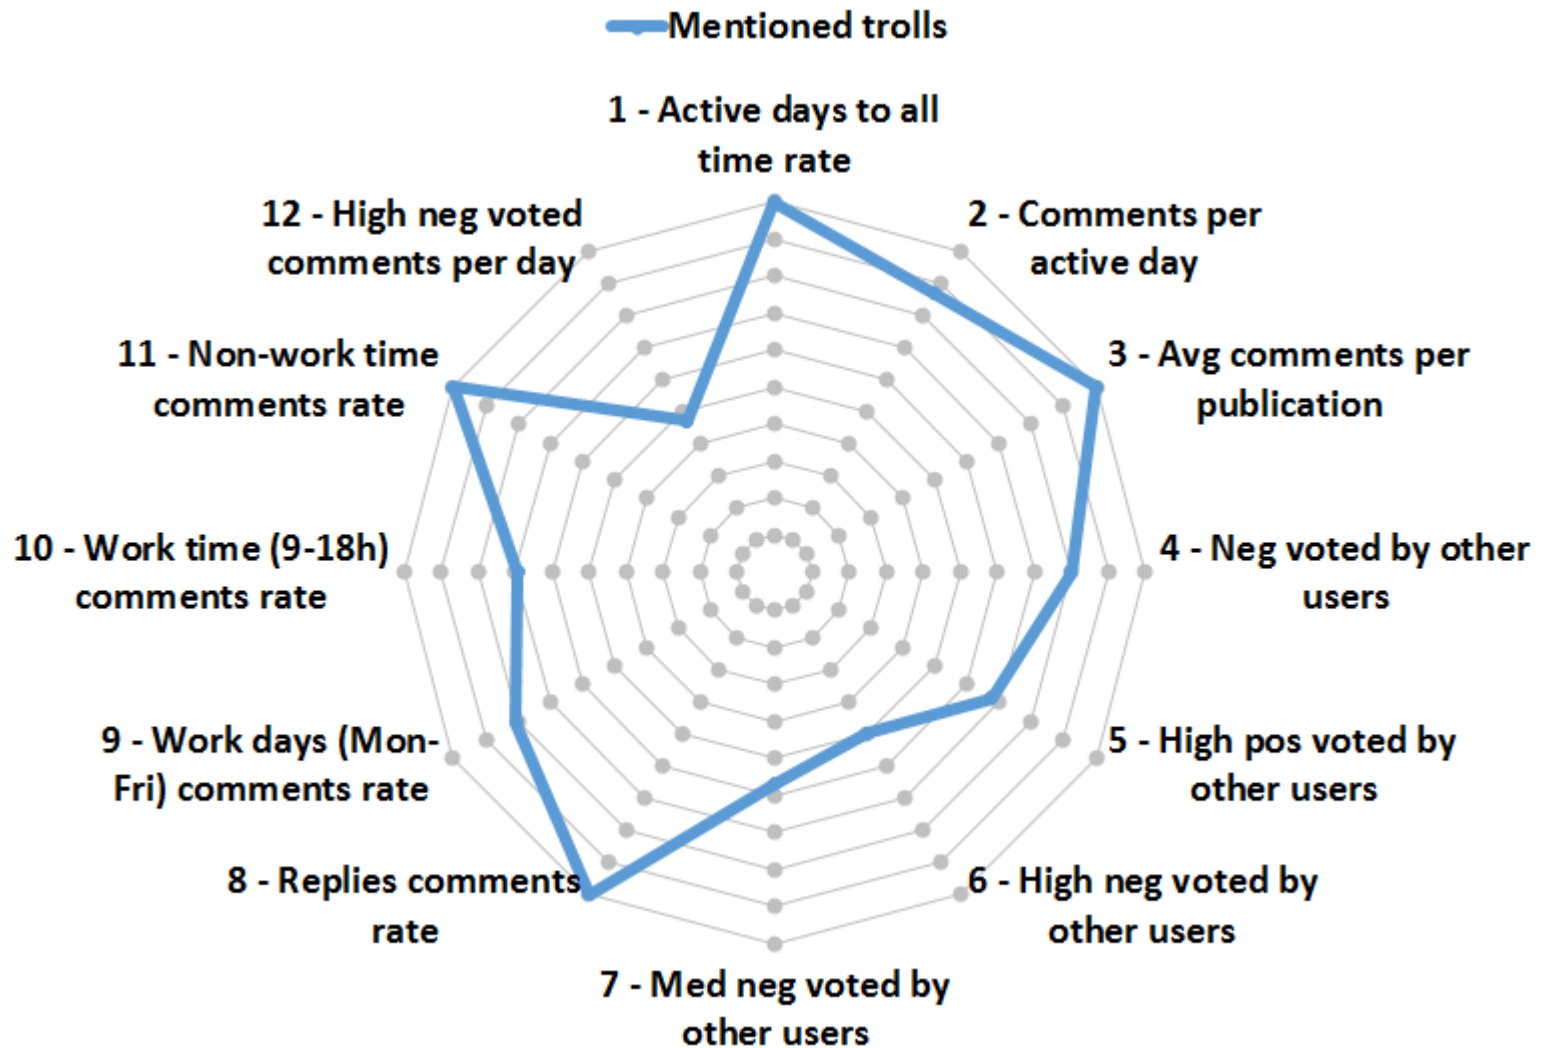 Mentioned trolls
1 - Active days to all
time rate
2 - Comments per
active day
3 - Avg comments per
publication
4 - Neg voted by other
users
5 - High pos voted by
other users
6 - High neg voted by
other users
7 - Med neg voted by
other users
8 - Replies comments
rate
9 - Work days (Mon-
Fri) comments rate
10 - Work time (9-18h)
comments rate
11 - Non-work time
comments rate
12 - High neg voted
comments per day